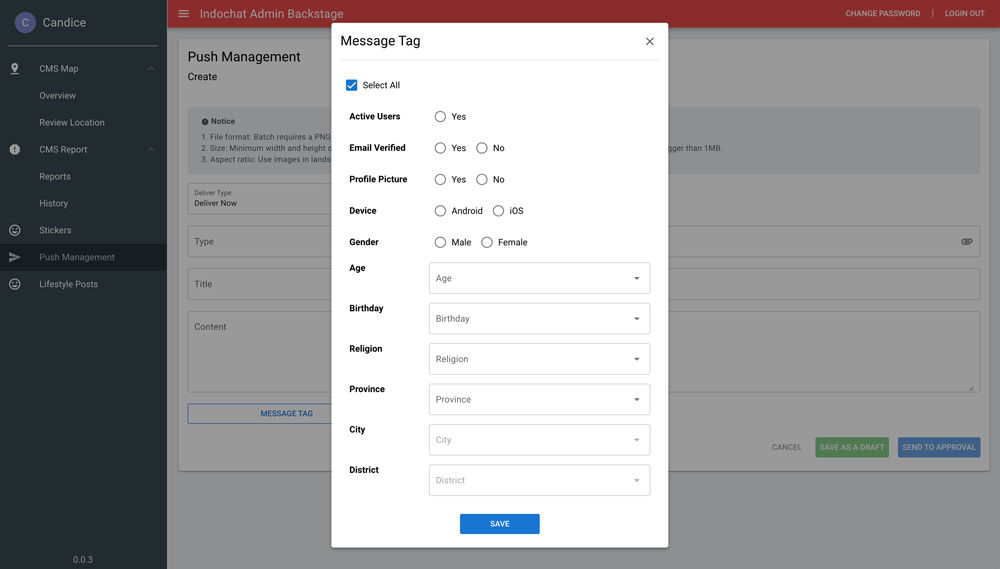 C Candice
Indochat Admin Backstage
CHANGE PASSWORD | LOGIN OUT
CMS Map
Overview
Review Location
CMS Report
Reports
History
Stickers
Push Management
Lifestyle Posts
0.0.3
Push Management
Create
Notice
1. File format: Batch requires a PNG
2. Size: Minimum width and height o
gger than 1MB.
3. Aspect ratio: Use images in lands
Deliver Type
Deliver Now
Type
Title
Content
MESSAGE TAG
CANCEL SAVE AS A DRAFT SEND TO APPROVAL
Message Tag
Select All
Active Users Yes
Email Verified Yes No
Profile Picture Yes No
Device Android iOS
Gender Male Female
Age Age
Birthday Birthday
Religion Religion
Province Province
City City
District District
SAVE